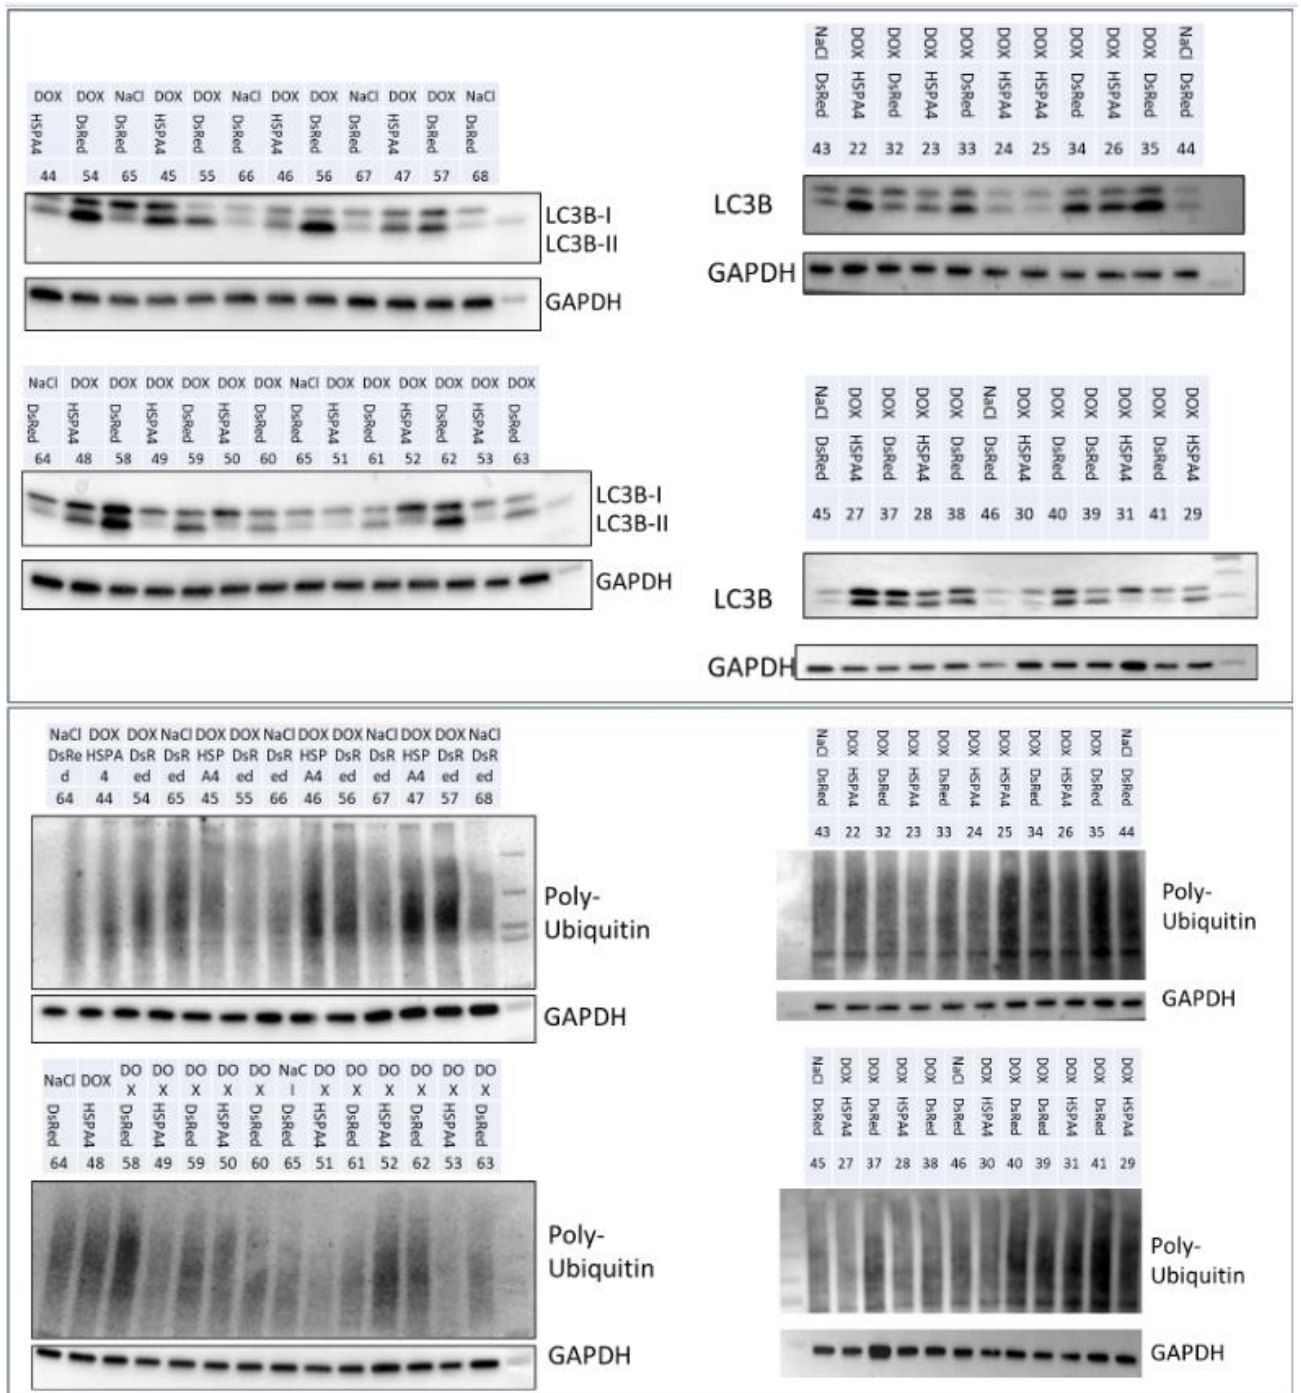 DOX DOX NaCl DOX DOX NaCl DOX DOX NaCl DOX DOX NaCl
HSPA4 DsRed DsRed HSPA4 DsRed DsRed HSPA4 DsRed DsRed HSPA4 DsRed DsRed
44 54 65 45 55 66 46 56 67 47 57 68
LC3B-I
LC3B-II
GAPDH
NaCl DOX DOX DOX DOX DOX DOX NaCl DOX DOX DOX DOX DOX DOX
DsRed HSPA4 DsRed HSPA4 DsRed HSPA4 DsRed DsRed HSPA4 DsRed HSPA4 DsRed HSPA4 DsRed
64 48 58 49 59 50 60 65 51 61 52 62 53 63
LC3B-I
LC3B-II
GAPDH
NaCl DOX DOX DOX DOX DOX DOX DOX DOX DOX NaCl
DsRed HSPA4 DsRed HSPA4 DsRed HSPA4 HSPA4 DsRed HSPA4 DsRed DsRed
43 22 32 23 33 24 25 34 26 35 44
LC3B
GAPDH
NaCl DOX DOX DOX DOX NaCl DOX DOX DOX DOX DOX DOX
DsRed HSPA4 DsRed HSPA4 DsRed DsRed HSPA4 DsRed DsRed HSPA4 DsRed HSPA4
45 27 37 28 38 46 30 40 39 31 41 29
LC3B
GAPDH
NaCl DOX DOX NaCl DOX DOX NaCl DOX DOX NaCl DOX DOX NaCl
DsRe HSPA DsR DsR HSP DsR DsR HSP DsR DsR HSP DsR DsR
d 4 ed ed A4 ed ed A4 ed ed A4 ed ed
64 44 54 65 45 55 66 46 56 67 47 57 68
Poly-
Ubiquitin
GAPDH
NaCl DOX DO DO DO DO DO NaC DO DO DO DO DO DO
X X X X X l X X X X X X
DsRed HSPA4 DsRed HSPA4 DsRed HSPA4 DsRed DsRed HSPA4 DsRed HSPA4 DsRed HSPA4 DsRed
64 48 58 49 59 50 60 65 51 61 52 62 53 63
Poly-
Ubiquitin
GAPDH
NaCl DOX DOX DOX DOX DOX DOX DOX DOX DOX NaCl
DsRed HSPA4 DsRed HSPA4 DsRed HSPA4 HSPA4 DsRed HSPA4 DsRed DsRed
43 22 32 23 33 24 25 34 26 35 44
Poly-
Ubiquitin
GAPDH
NaCl DOX DOX DOX DOX NaCl DOX DOX DOX DOX DOX DOX
DsRed HSPA4 DsRed HSPA4 DsRed DsRed HSPA4 DsRed DsRed HSPA4 DsRed HSPA4
45 27 37 28 38 46 30 40 39 31 41 29
Poly-
Ubiquitin
GAPDH